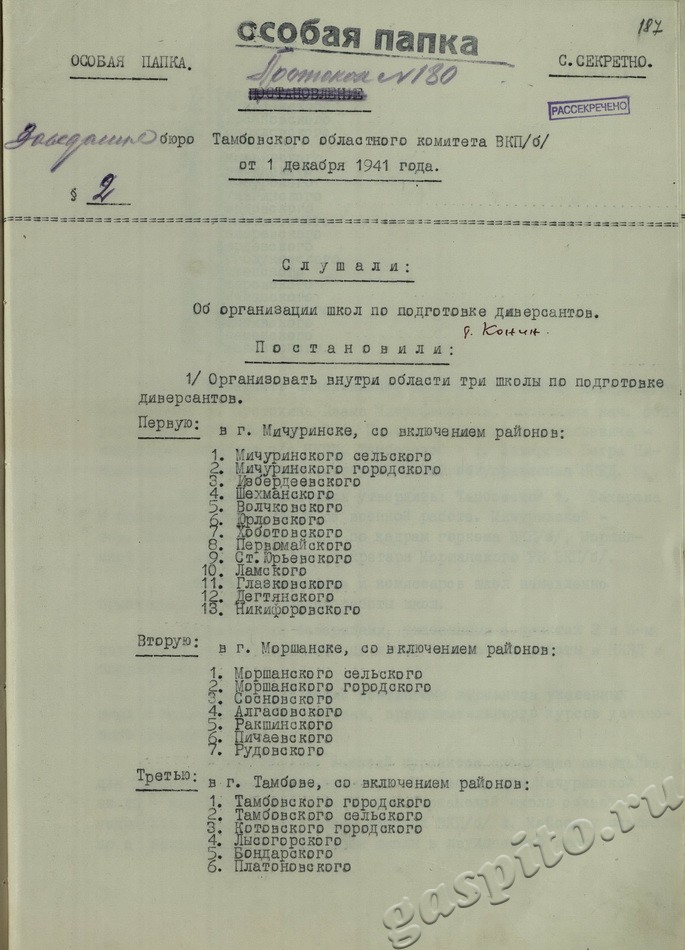 особая папка
187
ОСОБАЯ ПАПКА.
С. СЕКРЕТНО.
Протокол №180
ПОСТАНОВЛЕНИЕ
РАССЕКРЕЧЕНО
Заседание бюро Тамбовского областного комитета ВКП/б/
от 1 декабря 1941 года.
§ 2
С л у ш а л и :
Об организации школ по подготовке диверсантов.
т. Конин.
П о с т а н о в и л и :
1/ Организовать внутри области три школы по подготовке
диверсантов.
Первую: в г. Мичуринске, со включением районов:
1. Мичуринского сельского
2. Мичуринского городского
3. Избердеевского
4. Шехманского
5. Волчковского
6. Юрловского
7. Хоботовского
8. Первомайского
9. Ст.Юрьевского
10. Ламского
11. Глазковского
12. Дегтянского
13. Никифоровского
Вторую: в г. Моршанске, со включением районов:
1. Моршанского сельского
2. Моршанского городского
3. Сосновского
4. Алгасовского
5. Ракшинского
6. Пичаевского
7. Рудовского
Третью: в г. Тамбове, со включением районов:
1. Тамбовского городского
2. Тамбовского сельского
3. Котовского городского
4. Лысогорского
5. Бондарского
6. Платоновского
gaspito.ru